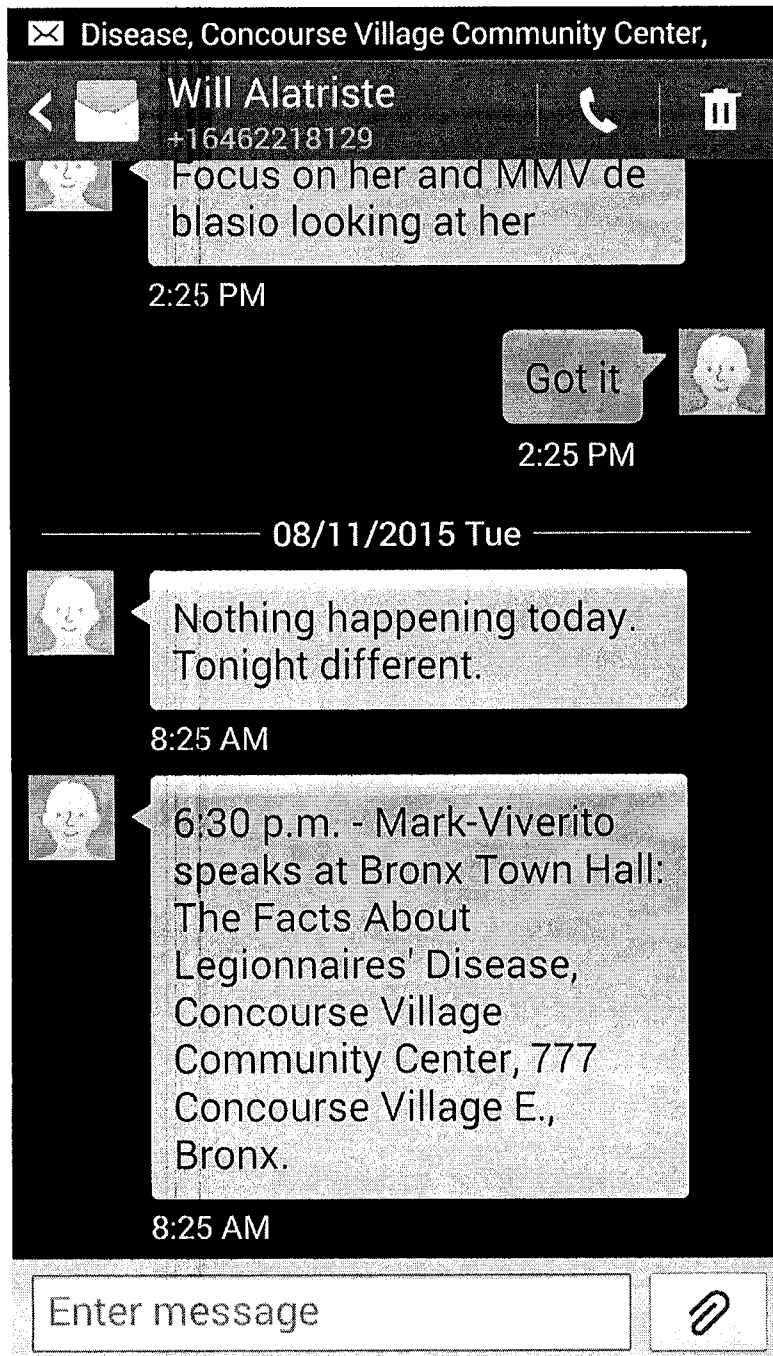 Disease, Concourse Village Community Center,
Will Alatriste
+16462218129
Focus on her and MMV de
blasio looking at her
2:25 PM
Got it
2:25 PM
08/11/2015 Tue
Nothing happening today.
Tonight different.
8:25 AM
6:30 p.m. - Mark-Viverito
speaks at Bronx Town Hall:
The Facts About
Legionnaires' Disease,
Concourse Village
Community Center, 777
Concourse Village E.,
Bronx.
8:25 AM
Enter message